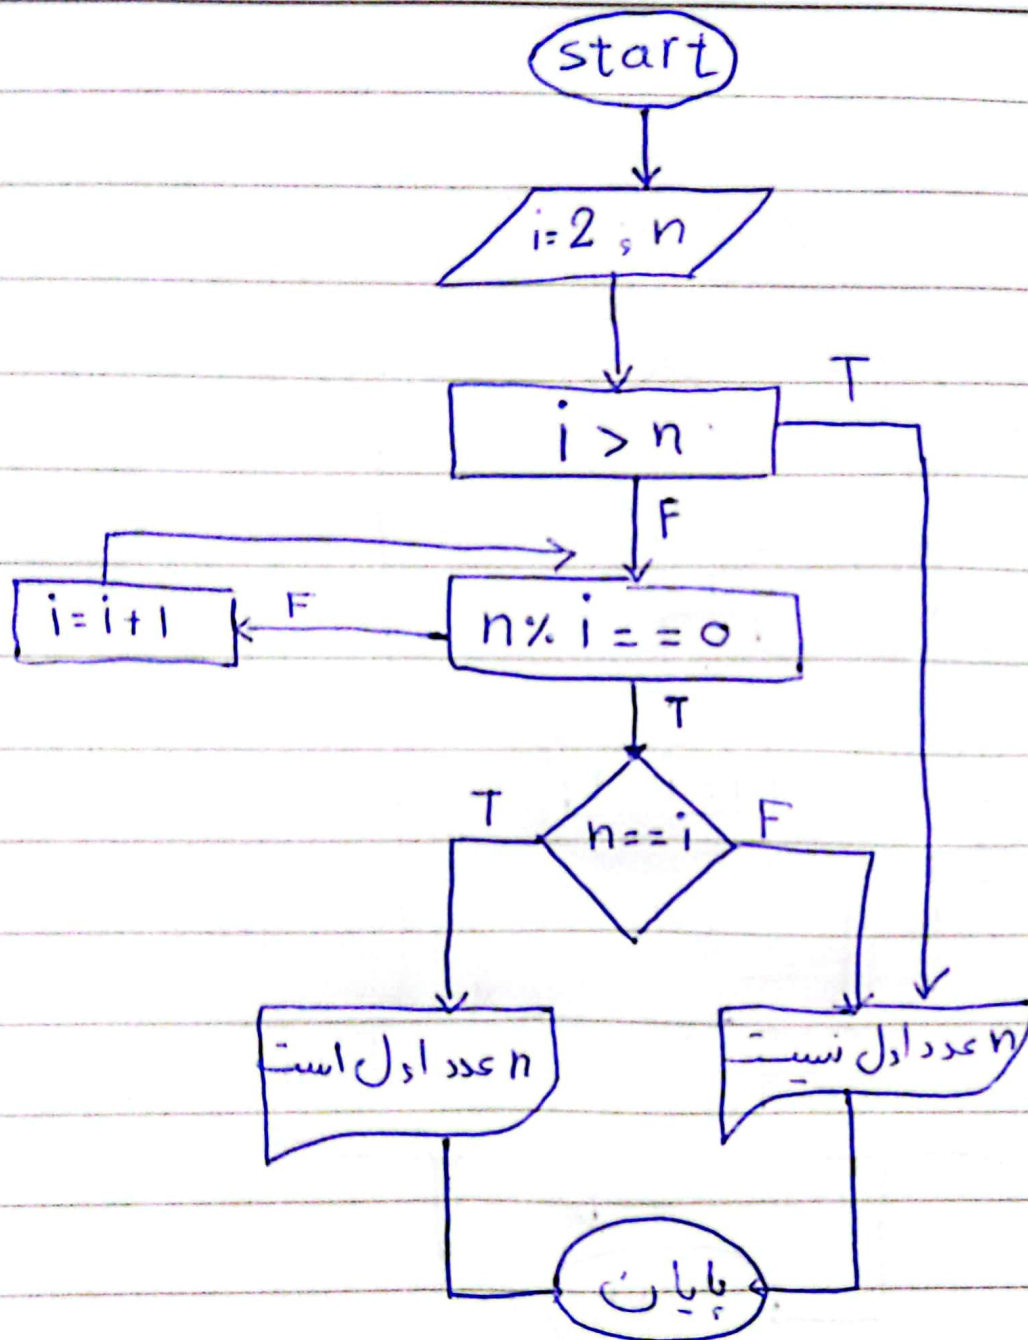 start
i=2 , n
i > n
T
F
i=i+1
F
n% i == 0
T
T
n==i
F
n عدد اول است
n عدد اول نیست
پایان